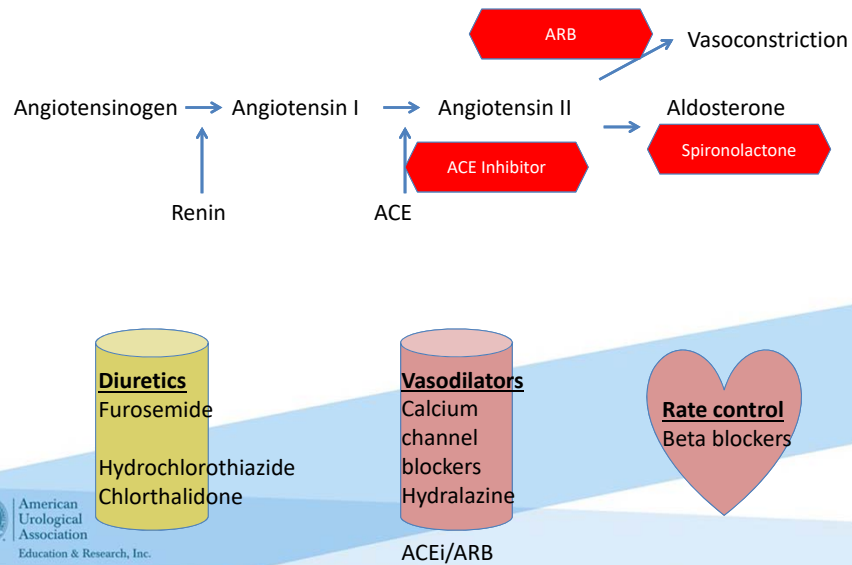 ARB
Vasoconstriction
Angiotensinogen
Angiotensin I
Angiotensin II
Aldosterone
ACE Inhibitor
Spironolactone
Renin
ACE
Diuretics
Furosemide
Hydrochlorothiazide
Chlorthalidone
Vasodilators
Calcium
channel
blockers
Hydralazine
ACEi/ARB
Rate control
Beta blockers
American
Urological
Association
Education & Research, Inc.